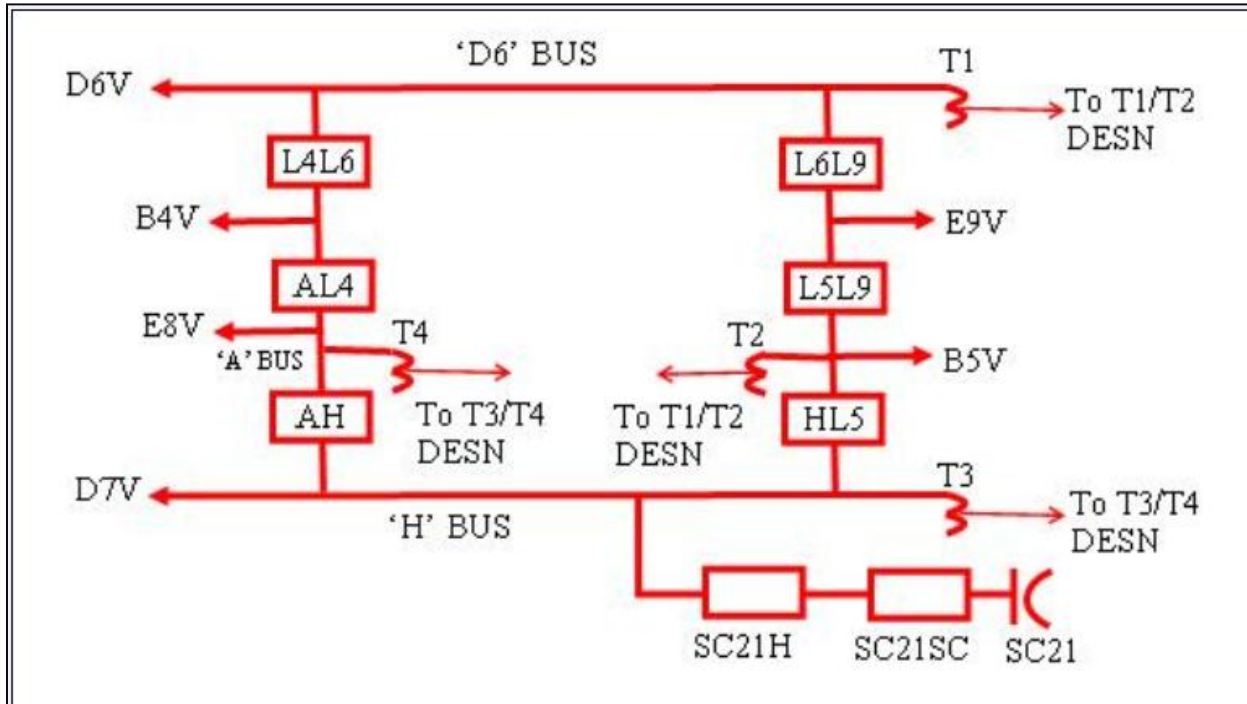 ‘D6’ BUS
T1
D6V
To T1/T2
DESN
L4L6
L6L9
B4V
E9V
AL4
L5L9
E8V
T4
T2
‘A’ BUS
B5V
AH
To T3/T4
DESN
To T1/T2
DESN
HL5
D7V
T3
‘H’ BUS
To T3/T4
DESN
SC21H
SC21SC
SC21